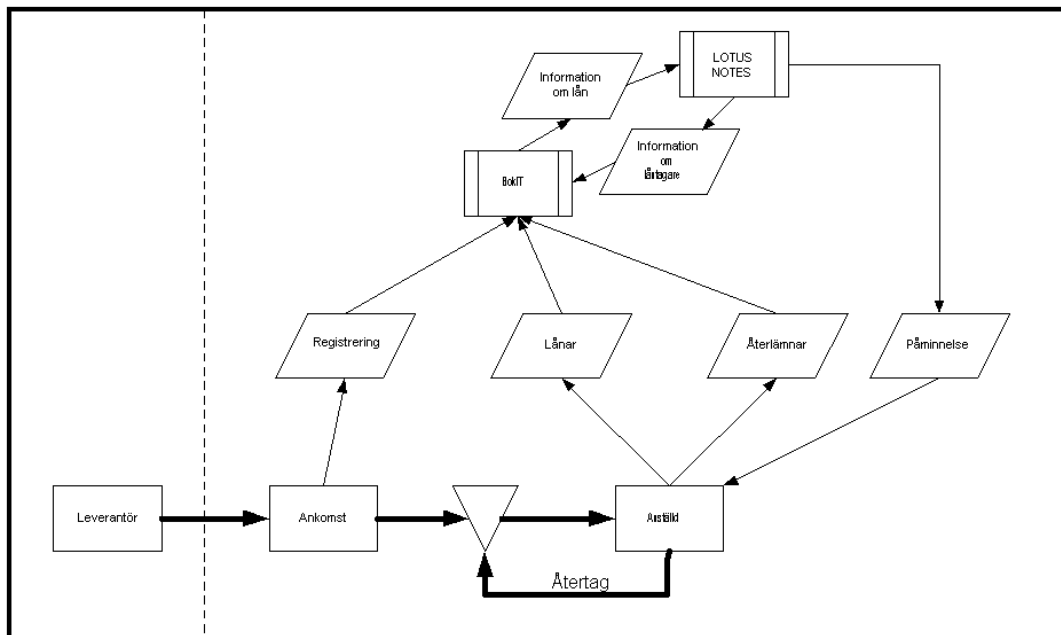 LOTUS
NOTES
Information
om lån
Information
om
låntagare
BokIT
Registrering
Lånar
Återlämnar
Påminnelse
Leverantör
Ankomst
Anställd
Återtag